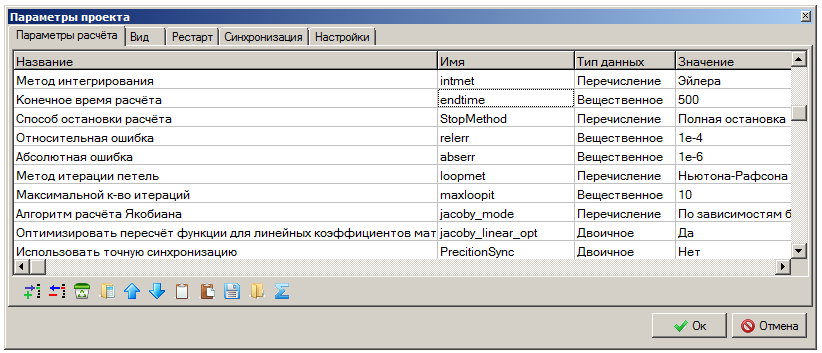 Параметры проекта
Параметры расчёта Вид Рестарт Синхронизация Настройки
Название Имя Тип данных Значение
Метод интегрирования intmet Перечисление Эйлера
Конечное время расчёта endtime Вещественное 500
Способ остановки расчёта StopMethod Перечисление Полная остановка
Относительная ошибка relerr Вещественное 1e-4
Абсолютная ошибка abserr Вещественное 1e-6
Метод итерации петель loopmet Перечисление Ньютона-Рафсона
Максимальной к-во итераций maxloopit Вещественное 10
Алгоритм расчёта Якобиана jacoby_mode Перечисление По зависимостям б
Оптимизировать пересчёт функции для линейных коэффициентов мат jacoby_linear_opt Двоичное Да
Использовать точную синхронизацию PrecitionSync Двоичное Нет
Ок Отмена